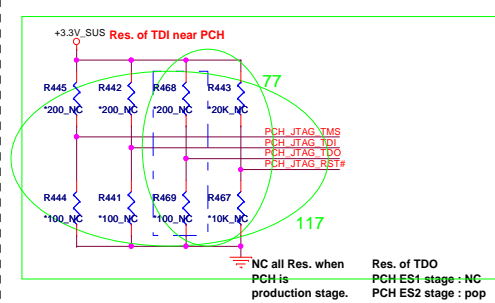 +3.3V_SUS Res. of TDI near PCH
R445 R442 R468 R443
*200_NC *200_NC *200_NC *20K_NC
77
PCH_JTAG_TMS
PCH_JTAG_TDI
PCH_JTAG_TDO
PCH_JTAG_RST#
R444 R441 R469 R467
*100_NC *100_NC *100_NC *10K_NC
117
NC all Res. when
PCH is
production stage.
Res. of TDO
PCH ES1 stage : NC
PCH ES2 stage : pop